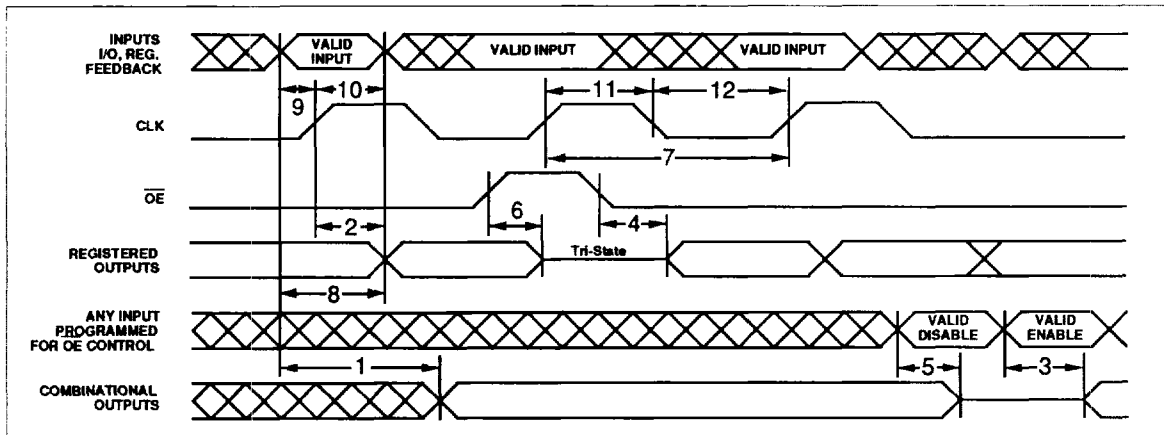 INPUTS
I/O, REG.
FEEDBACK
VALID
INPUT
VALID INPUT
VALID INPUT
9
10
11
12
CLK
7
OE
6
4
2
REGISTERED
OUTPUTS
Tri-State
8
ANY INPUT
PROGRAMMED
FOR OE CONTROL
VALID
DISABLE
VALID
ENABLE
1
5
3
COMBINATIONAL
OUTPUTS